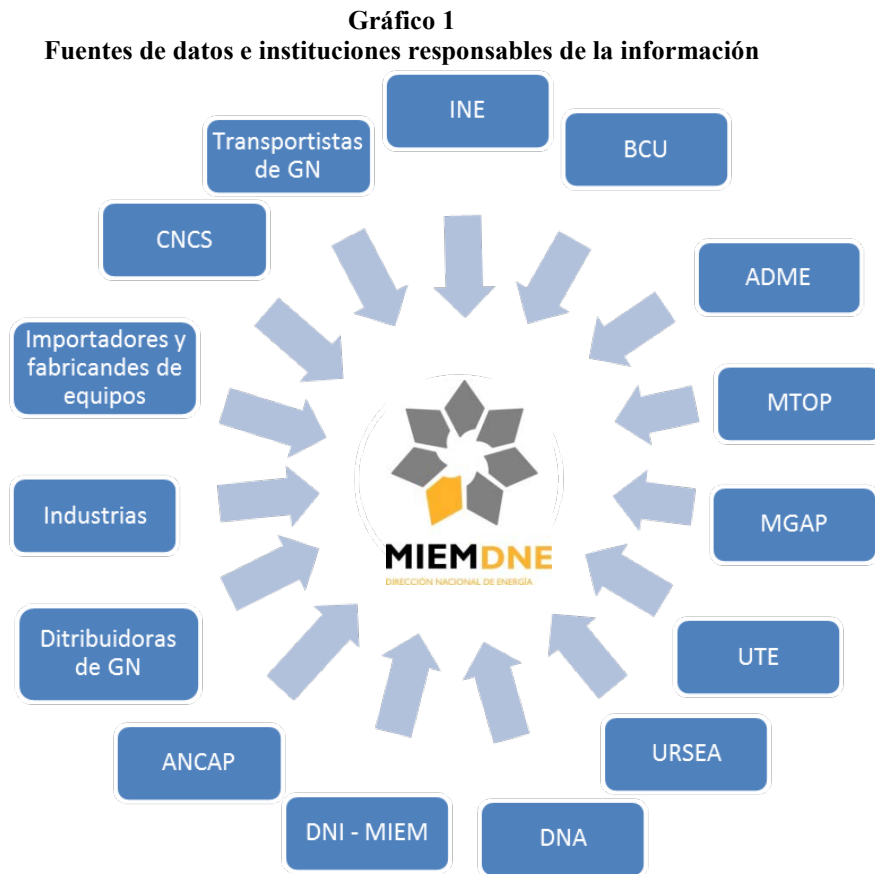 Gráfico 1
Fuentes de datos e instituciones responsables de la información
INE
BCU
ADME
MTOP
MGAP
UTE
URSEA
DNA
DNI - MIEM
ANCAP
Ditribuidoras
de GN
Industrias
Importadores y
fabricandes de
equipos
CNCS
Transportistas
de GN
MIEMDNE
DIRECCIÓN NACIONAL DE ENERGÍA